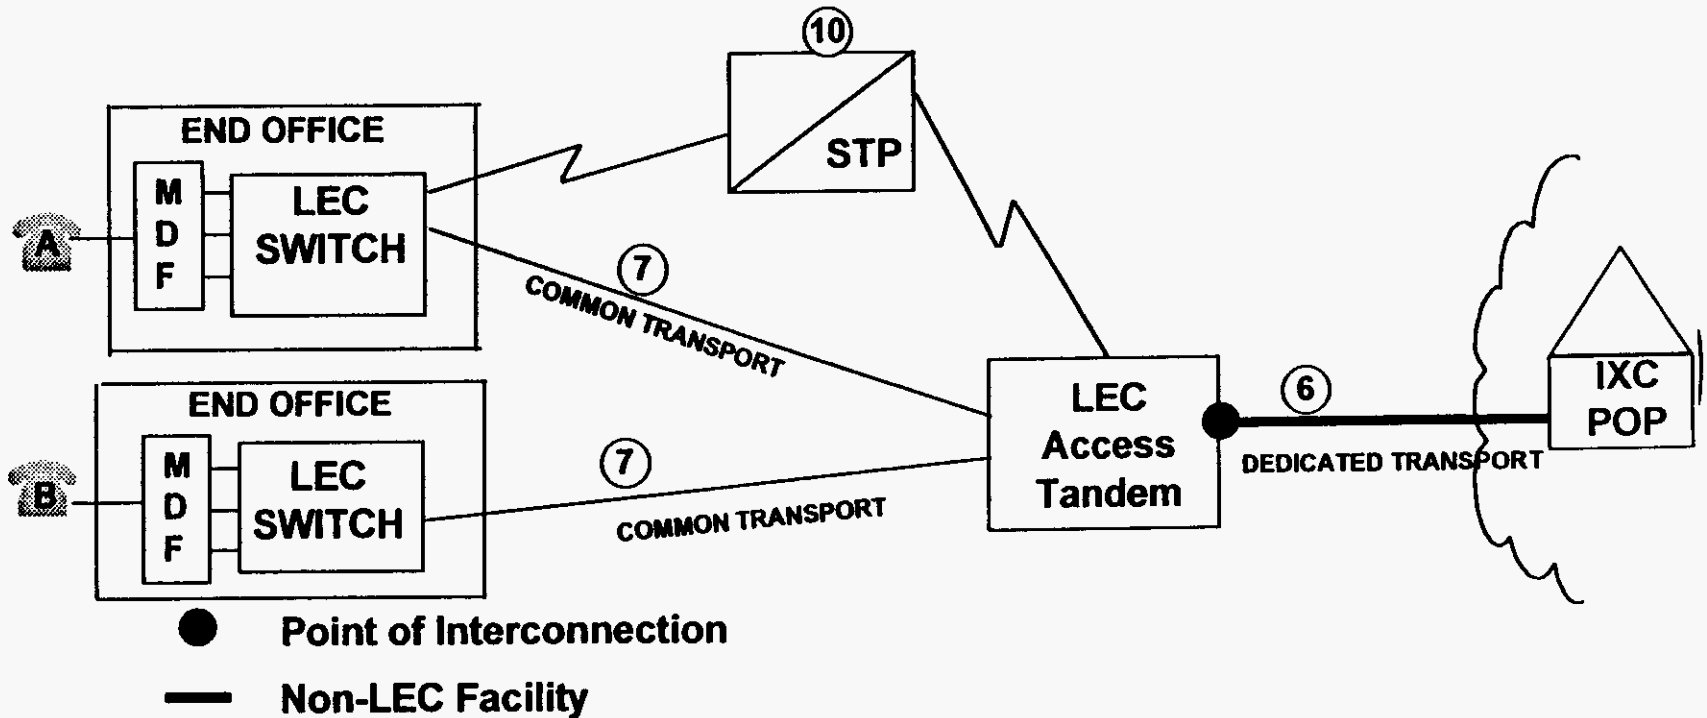 10
STP
END OFFICE
M
D
F
LEC
SWITCH
A
7
COMMON TRANSPORT
END OFFICE
M
D
F
LEC
SWITCH
B
7
COMMON TRANSPORT
LEC
Access
Tandem
6
DEDICATED TRANSPORT
IXC
POP
Point of Interconnection
Non-LEC Facility